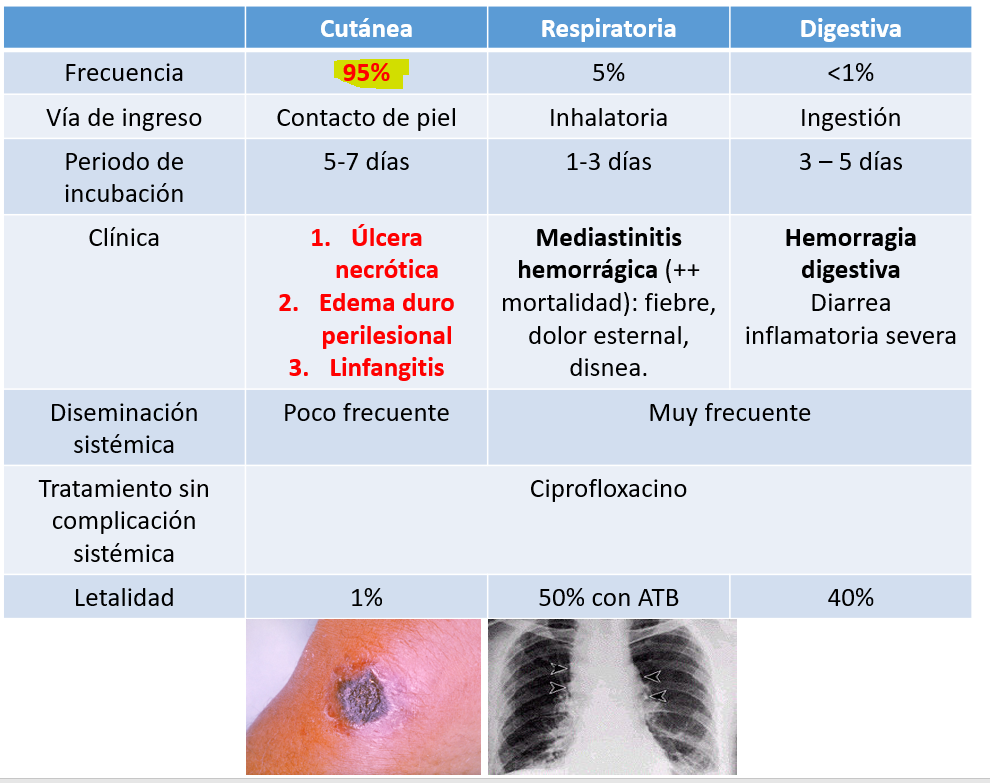 Cutánea Respiratoria Digestiva
Frecuencia 95% 5% <1%
Vía de ingreso Contacto de piel Inhalatoria Ingestión
Periodo de
incubación
5-7 días 1-3 días 3 – 5 días
Clínica
1. Úlcera
necrótica
2. Edema duro
perilesional
3. Linfangitis
Mediastinitis
hemorrágica (++
mortalidad): fiebre,
dolor esternal,
disnea.
Hemorragia
digestiva
Diarrea
inflamatoria severa
Diseminación
sistémica
Poco frecuente Muy frecuente
Tratamiento sin
complicación
sistémica
Ciprofloxacino
Letalidad 1% 50% con ATB 40%